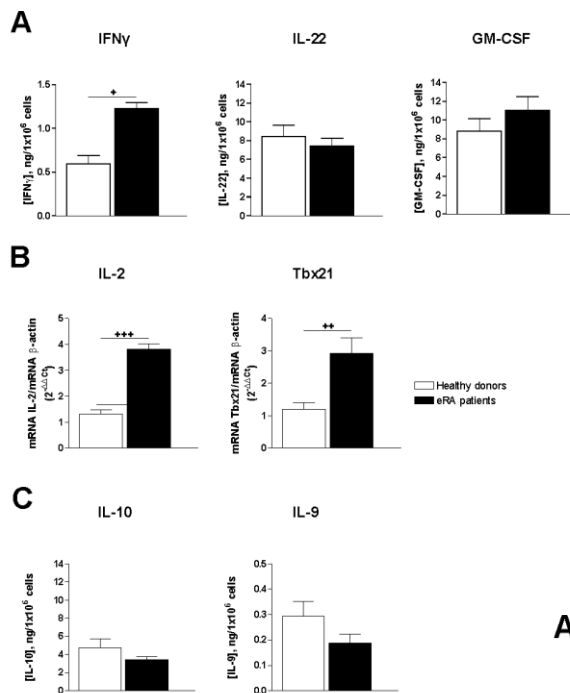 A
IFNγ
IL-22
GM-CSF
[IFNγ], ng/1x10⁶ cells
1.5
1.0
0.5
0.0
+
[IL-22], ng/1x10⁶ cells
14
12
10
8
6
4
2
0
[GM-CSF], ng/1x10⁶ cells
14
12
10
8
6
4
2
0
B
IL-2
Tbx21
mRNA IL-2/mRNA β-actin
(2^-ΔΔCt)
5
4
3
2
1
0
+++
mRNA Tbx21/mRNA β-actin
(2^-ΔΔCt)
4
3
2
1
0
++
Healthy donors
eRA patients
C
IL-10
IL-9
[IL-10], ng/1x10⁶ cells
14
12
10
8
6
4
2
0
[IL-9], ng/1x10⁶ cells
0.5
0.4
0.3
0.2
0.1
0.0
A